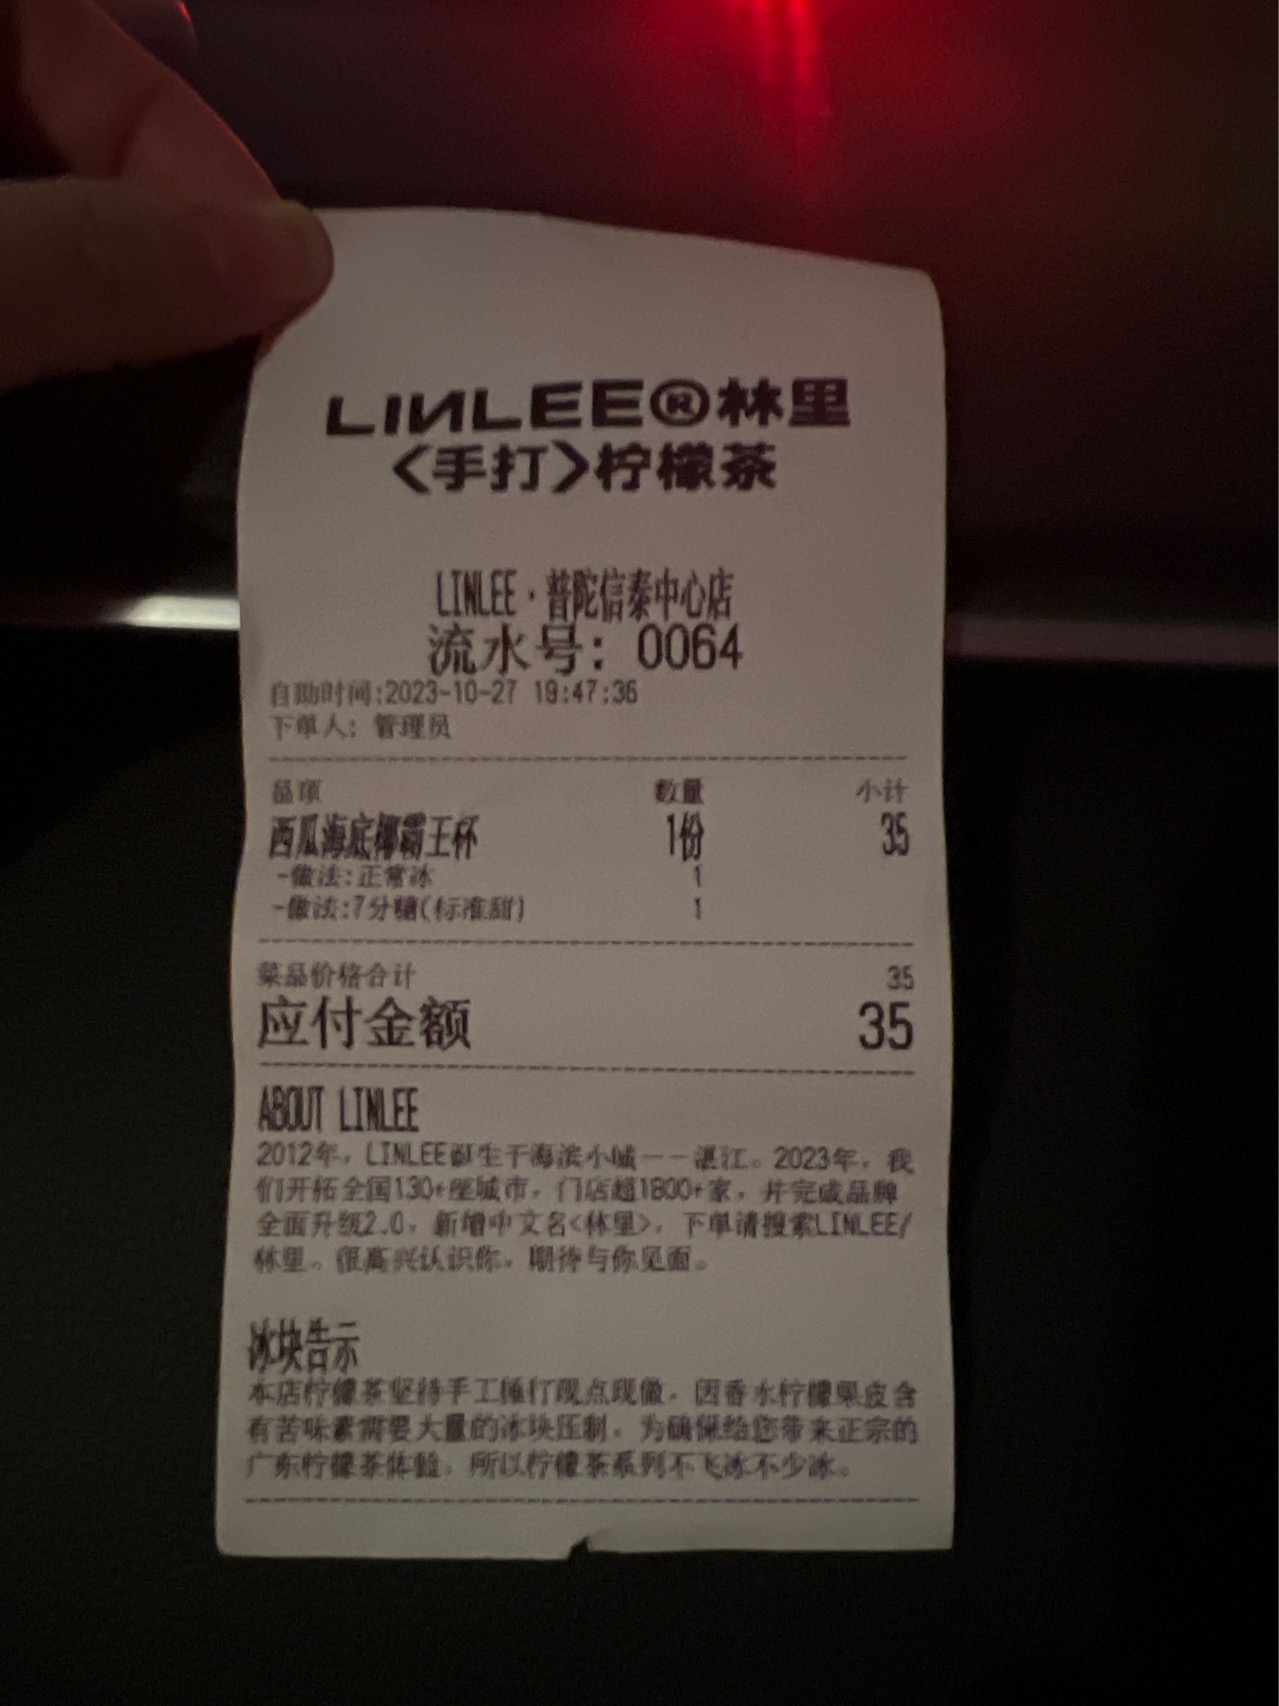 LINLEE®林里
<手打>柠檬茶
LINLEE·普陀信泰中心店
流水号: 0064
自助时间:2023-10-27 19:47:36
下单人: 管理员
品项 数量 小计
西瓜海底椰霸王杯 1份 35
-做法:正常冰 1
-做法:7分糖(标准甜) 1
菜品价格合计 35
应付金额 35
ABOUT LINLEE
2012年，LINLEE诞生于海滨小城——湛江。2023年，我
们开拓全国130+座城市，门店超1800+家，并完成品牌
全面升级2.0，新增中文名<林里>，下单请搜索LINLEE/
林里。很高兴认识你，期待与你见面。
冰块告示
本店柠檬茶坚持手工捶打现点现做，因香水柠檬果皮含
有苦味素需要大量的冰块压制，为确保给您带来正宗的
广东柠檬茶体验，所以柠檬茶系列不飞冰不少冰。